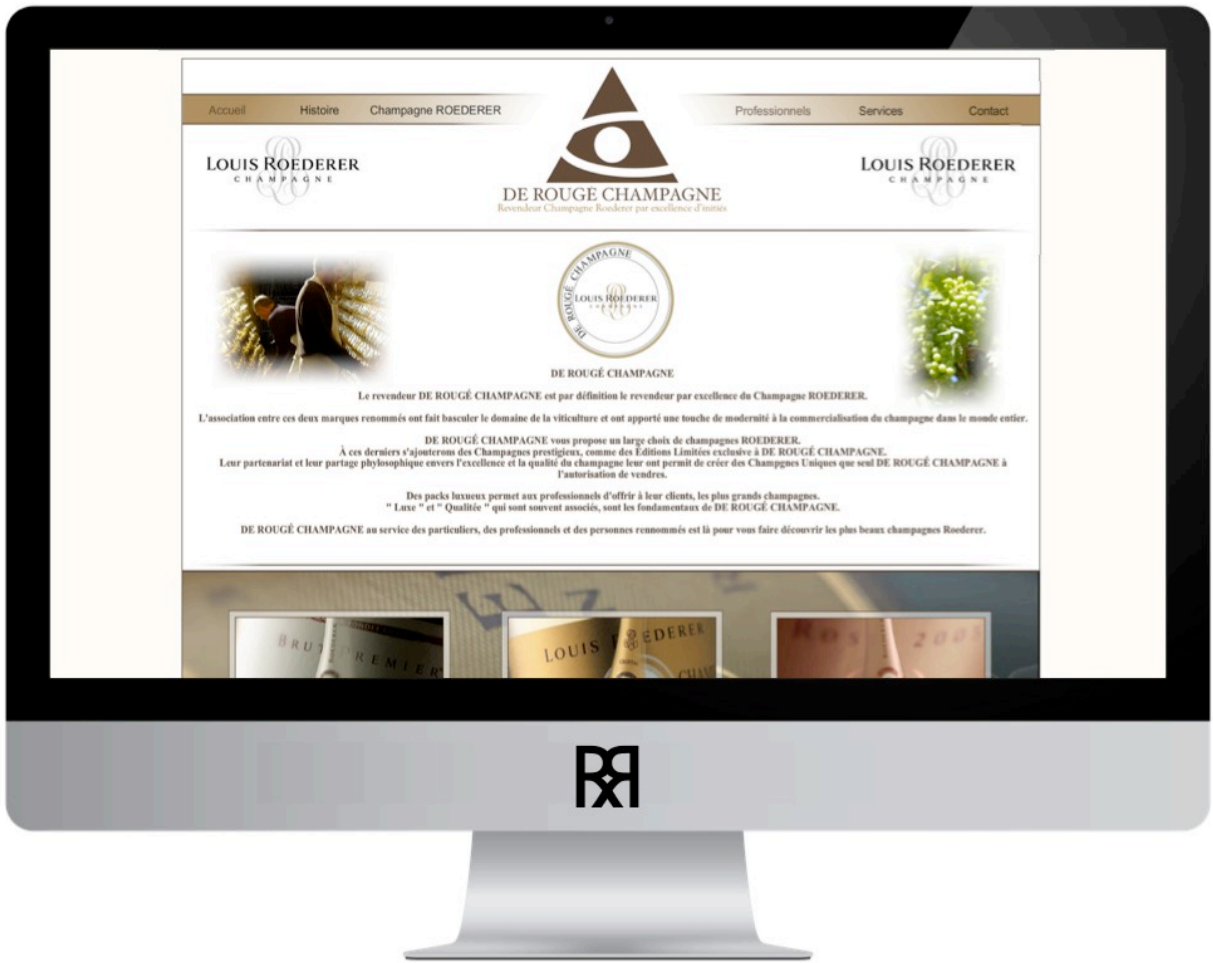 Accueil
Histoire
Champagne ROEDERER
Professionnels
Services
Contact
LOUIS ROEDERER
CHAMPAGNE
DE ROUGÉ CHAMPAGNE
Revendeur Champagne Roederer par excellence d'initiés
LOUIS ROEDERER
CHAMPAGNE
DE ROUGÉ CHAMPAGNE
LOUIS ROEDERER
CHAMPAGNE
DE ROUGÉ CHAMPAGNE
Le revendeur DE ROUGÉ CHAMPAGNE est par définition le revendeur par excellence du Champagne ROEDERER.
L'association entre ces deux marques renommés ont fait basculer le domaine de la viticulture et ont apporté une touche de modernité à la commercialisation du champagne dans le monde entier.
DE ROUGÉ CHAMPAGNE vous propose un large choix de champagnes ROEDERER.
À ces derniers s'ajouterons des Champagnes prestigieux, comme des Éditions Limitées exclusive à DE ROUGÉ CHAMPAGNE.
Leur partenariat et leur partage phylosophique envers l'excellence et la qualité du champagne leur ont permit de créer des Champgnes Uniques que seul DE ROUGÉ CHAMPAGNE à
l'autorisation de vendres.
Des packs luxueux permet aux professionnels d'offrir à leur clients, les plus grands champagnes.
" Luxe " et " Qualitée " qui sont souvent associés, sont les fondamentaux de DE ROUGÉ CHAMPAGNE.
DE ROUGÉ CHAMPAGNE au service des particuliers, des professionnels et des personnes rennommés est là pour vous faire découvrir les plus beaux champagnes Roederer.
BRUT PREMIER
LOUIS ROEDERER
CHAM
ROS 2005